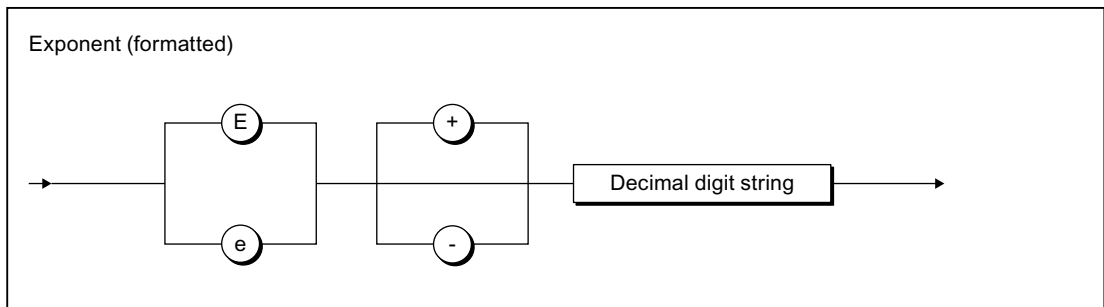 Exponent (formatted)
E
+
Decimal digit string
e
-